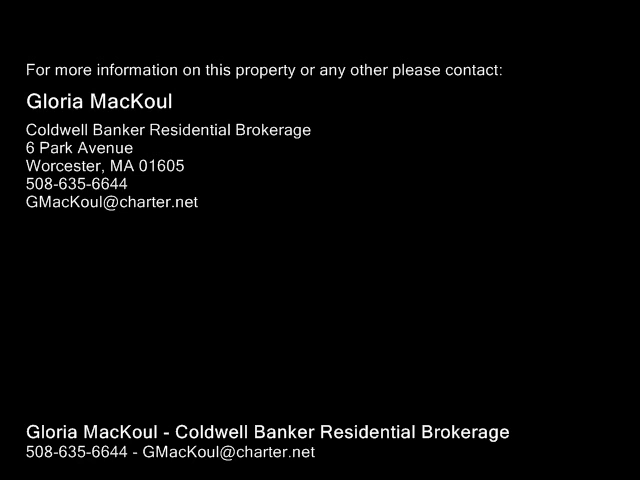 For more information on this property or any other please contact:
Gloria MacKoul
Coldwell Banker Residential Brokerage
6 Park Avenue
Worcester, MA 01605
508-635-6644
GMacKoul@charter.net
Gloria MacKoul - Coldwell Banker Residential Brokerage
508-635-6644 - GMacKoul@charter.net